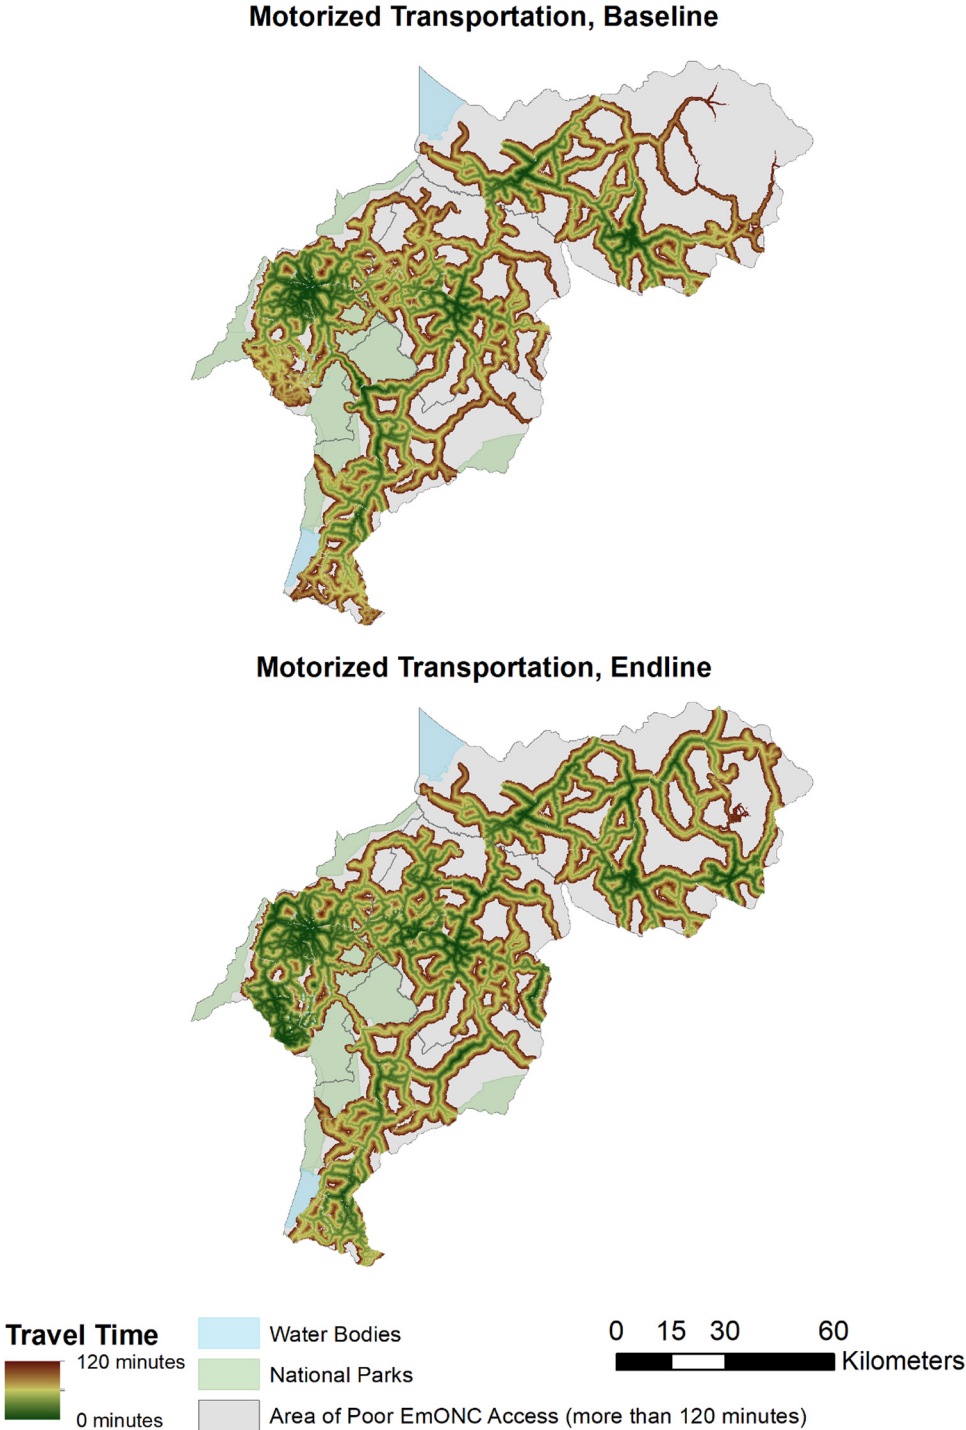 Motorized Transportation, Baseline
Motorized Transportation, Endline
Travel Time
120 minutes
0 minutes
Water Bodies
National Parks
Area of Poor EmONC Access (more than 120 minutes)
0 15 30 60
Kilometers